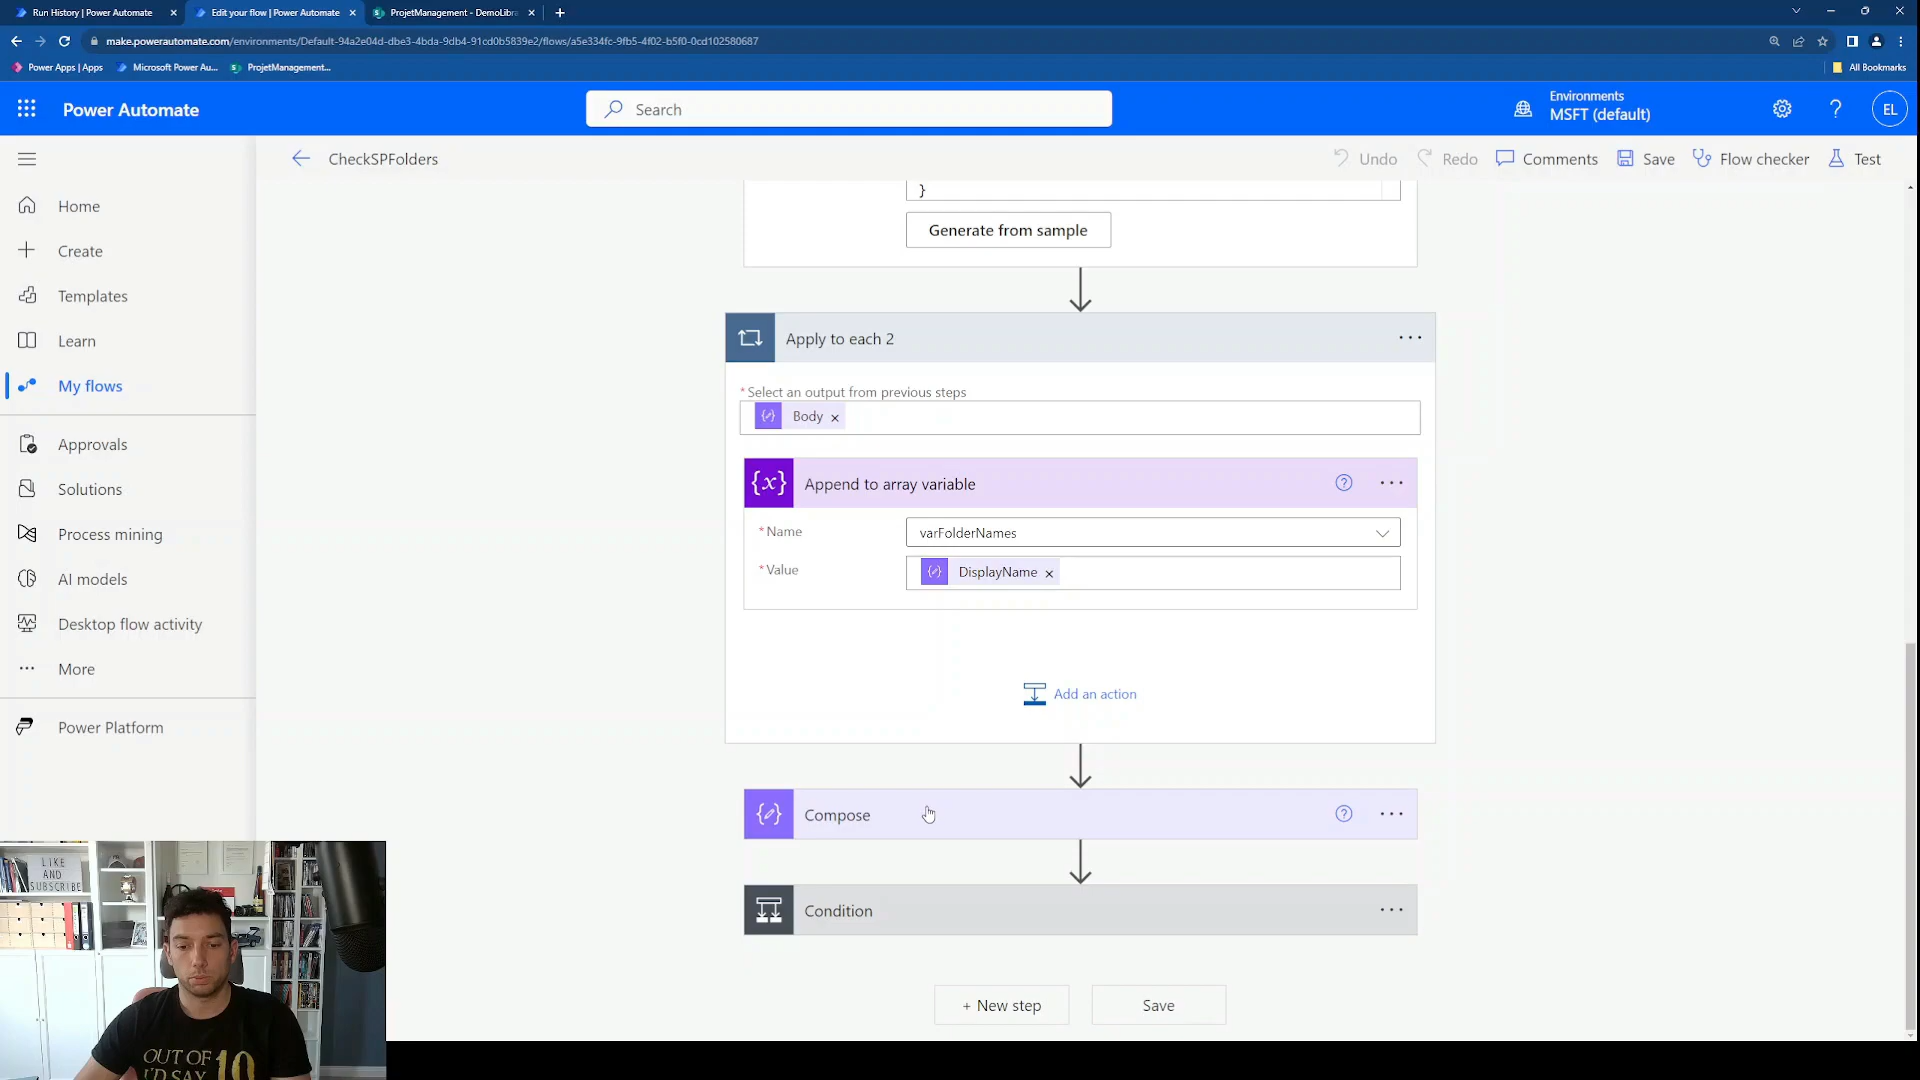 Run History | Power Automate
Edit your flow | Power Automate
ProjetManagement - DemoLibra
make.powerautomate.com/environments/Default-94a2e04d-dbe3-4bda-9db4-91cd0b5839e2/flows/a5e334fc-9fb5-4f02-b5f0-0cd102580687
Power Apps | Apps
Microsoft Power Au...
ProjetManagement...
All Bookmarks
Power Automate
Search
Environments
MSFT (default)
?
EL
CheckSPFolders
Undo
Redo
Comments
Save
Flow checker
Test
Home
Create
Templates
Learn
My flows
Approvals
Solutions
Process mining
AI models
Desktop flow activity
More
Power Platform
}
Generate from sample
Apply to each 2
* Select an output from previous steps
Body
Append to array variable
* Name
varFolderNames
* Value
DisplayName
Add an action
Compose
Condition
+ New step
Save
LIKE
AND
SUBSCRIBE
OUT OF 10
I'D SAY